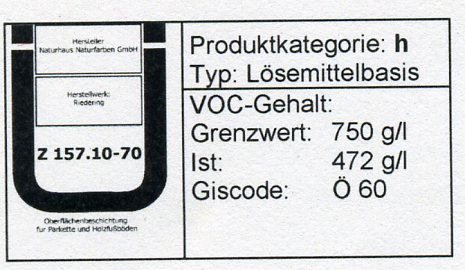 Hersteller
Naturhaus Naturfarben GmbH
Herstellwerk:
Riedering
Z 157.10-70
Oberflächenbeschichtung
für Parkette und Holzfußböden
Produktkategorie: h
Typ: Lösemittelbasis
VOC-Gehalt:
Grenzwert: 750 g/l
Ist: 472 g/l
Giscode: Ö 60